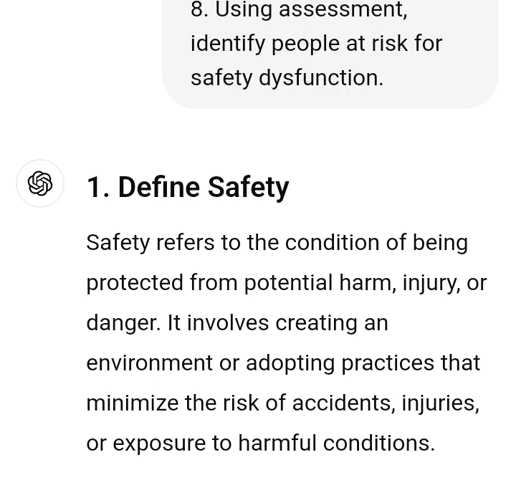 8. Using assessment,
identify people at risk for
safety dysfunction.
1. Define Safety
Safety refers to the condition of being
protected from potential harm, injury, or
danger. It involves creating an
environment or adopting practices that
minimize the risk of accidents, injuries,
or exposure to harmful conditions.